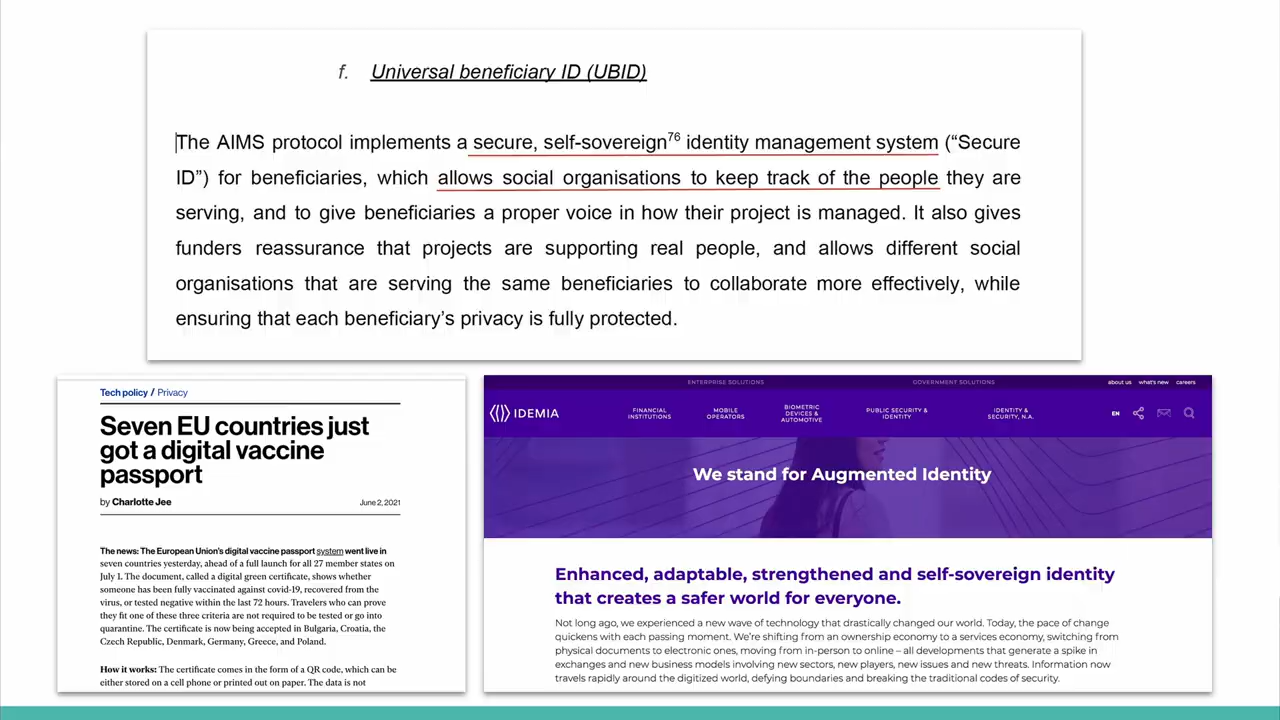 f. Universal beneficiary ID (UBID)
The AIMS protocol implements a secure, self-sovereign76 identity management system (“Secure
ID”) for beneficiaries, which allows social organisations to keep track of the people they are
serving, and to give beneficiaries a proper voice in how their project is managed. It also gives
funders reassurance that projects are supporting real people, and allows different social
organisations that are serving the same beneficiaries to collaborate more effectively, while
ensuring that each beneficiary’s privacy is fully protected.
Tech policy / Privacy
Seven EU countries just
got a digital vaccine
passport
by Charlotte Jee June 2, 2021
The news: The European Union’s digital vaccine passport system went live in
seven countries yesterday, ahead of a full launch for all 27 member states on
July 1. The document, called a digital green certificate, shows whether
someone has been fully vaccinated against covid-19, recovered from the
virus, or tested negative within the last 72 hours. Travelers who can prove
they fit one of these three criteria are not required to be tested or go into
quarantine. The certificate is now being accepted in Bulgaria, Croatia, the
Czech Republic, Denmark, Germany, Greece, and Poland.
How it works: The certificate comes in the form of a QR code, which can be
either stored on a cell phone or printed out on paper. The data is not
ENTERPRISE SOLUTIONS GOVERNMENT SOLUTIONS about us what's new careers
IDEMIA
FINANCIAL
INSTITUTIONS
MOBILE
OPERATORS
BIOMETRIC
DEVICES &
AUTOMOTIVE
PUBLIC SECURITY &
IDENTITY
IDENTITY &
SECURITY, N.A.
EN
We stand for Augmented Identity
Enhanced, adaptable, strengthened and self-sovereign identity
that creates a safer world for everyone.
Not long ago, we experienced a new wave of technology that drastically changed our world. Today, the pace of change
quickens with each passing moment. We’re shifting from an ownership economy to a services economy, switching from
physical documents to electronic ones, moving from in-person to online – all developments that generate a spike in
exchanges and new business models involving new sectors, new players, new issues and new threats. Information now
travels rapidly around the digitized world, defying boundaries and breaking the traditional codes of security.